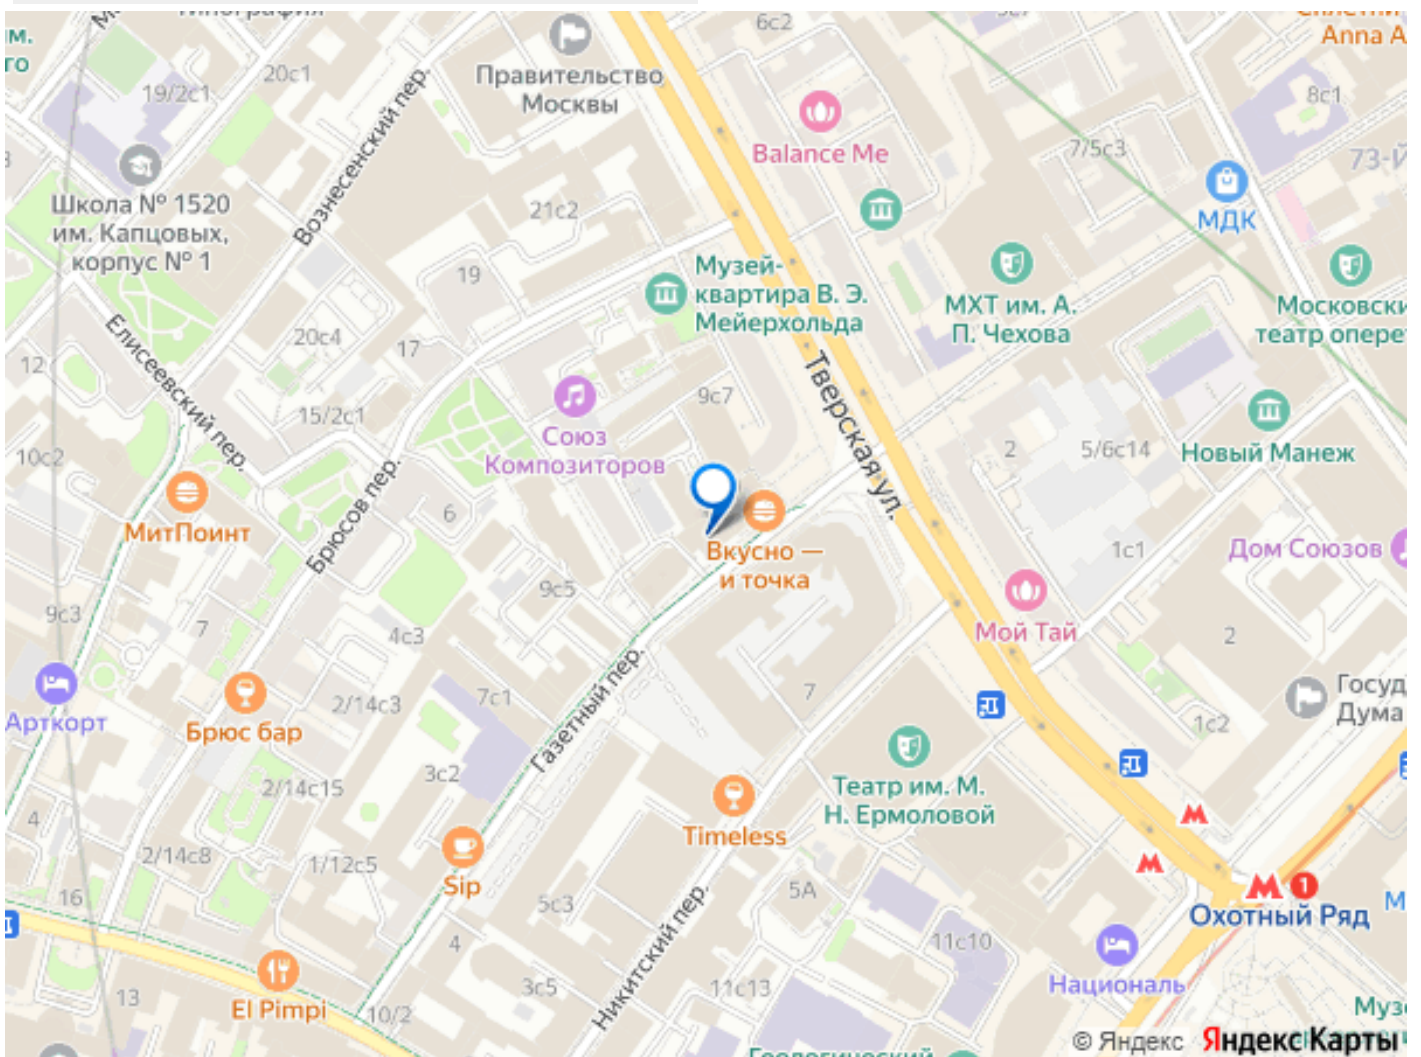 6с2
Anna A
Правительство
Москвы
20с1
19/2с1
8с1
Вознесенский пер.
Balance Me
7/5с3
73-Й
МДК
Школа № 1520
им. Капцовых,
корпус № 1
21с2
19
Музей-
квартира В. Э.
Мейерхольда
МХТ им. А.
П. Чехова
Московски
театр опере
Елисеевский пер.
20с4
17
12
Тверская ул.
9с7
15/2с1
Союз
Композиторов
2
5/6с14
Новый Манеж
10с2
МитПоинт
Брюсов пер.
6
Вкусно —
и точка
1с1
Дом Союзов
9с5
9с3
7
4с3
Мой Тай
2
Арткорт
Брюс бар
2/14с3
7с1
Газетный пер.
7
Госуд
Дума
1с2
3с2
2/14с15
Театр им. М.
Н. Ермоловой
4
Timeless
2/14с8
1/12с5
Sip
16
5с3
5А
Никитский пер.
1
Охотный Ряд
М
4
11с10
Националь
El Pimpi
13
10/2
3с5
11с13
Музе
Геологический
© Яндекс Яндекс Карты